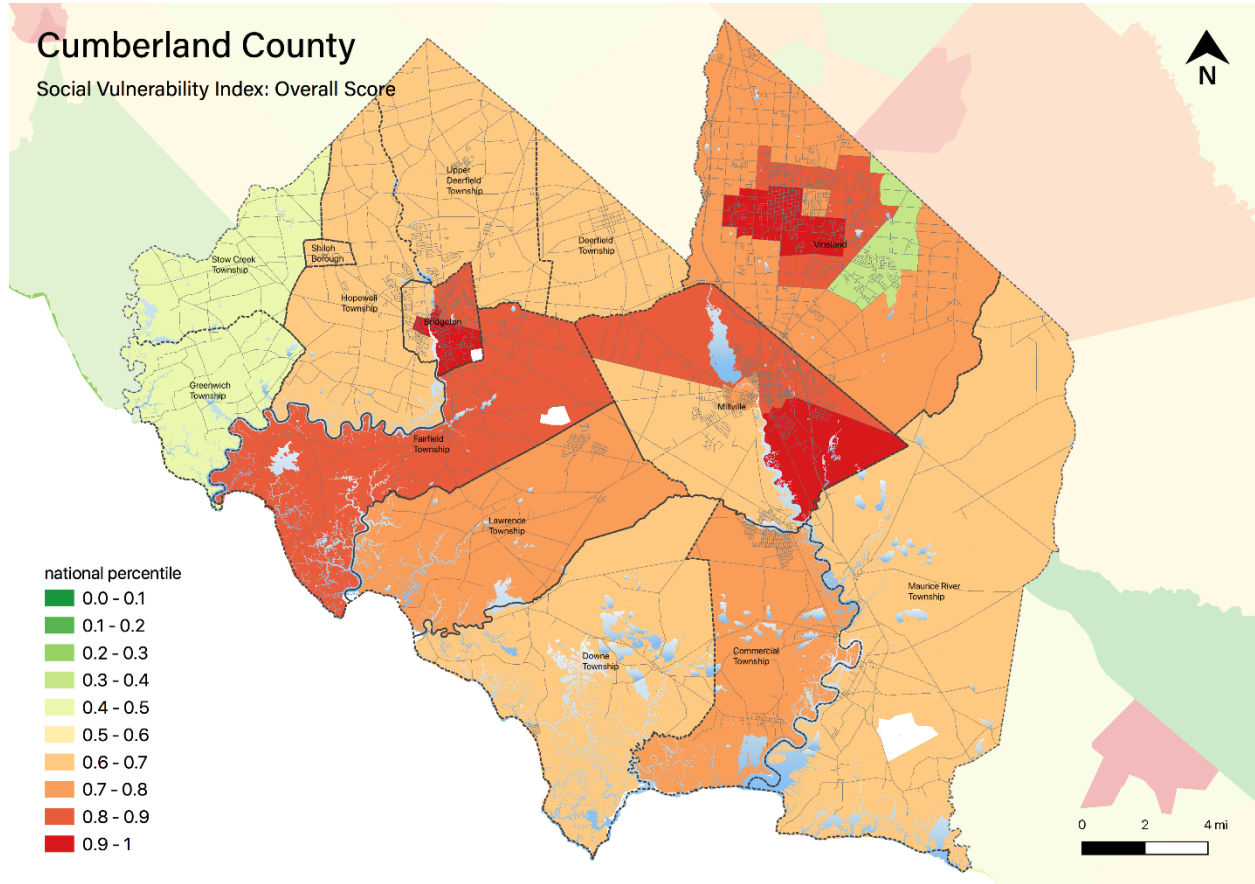 Cumberland County
Social Vulnerability Index: Overall Score
N
Upper
Deerfield
Township
Deerfield
Township
Vineland
Shiloh
Borough
Stow Creek
Township
Hopewell
Township
Bridgeton
Greenwich
Township
Millville
Fairfield
Township
Lawrence
Township
Maurice River
Township
Downe
Township
Commercial
Township
national percentile
0.0 - 0.1
0.1 - 0.2
0.2 - 0.3
0.3 - 0.4
0.4 - 0.5
0.5 - 0.6
0.6 - 0.7
0.7 - 0.8
0.8 - 0.9
0.9 - 1
0 2 4 mi